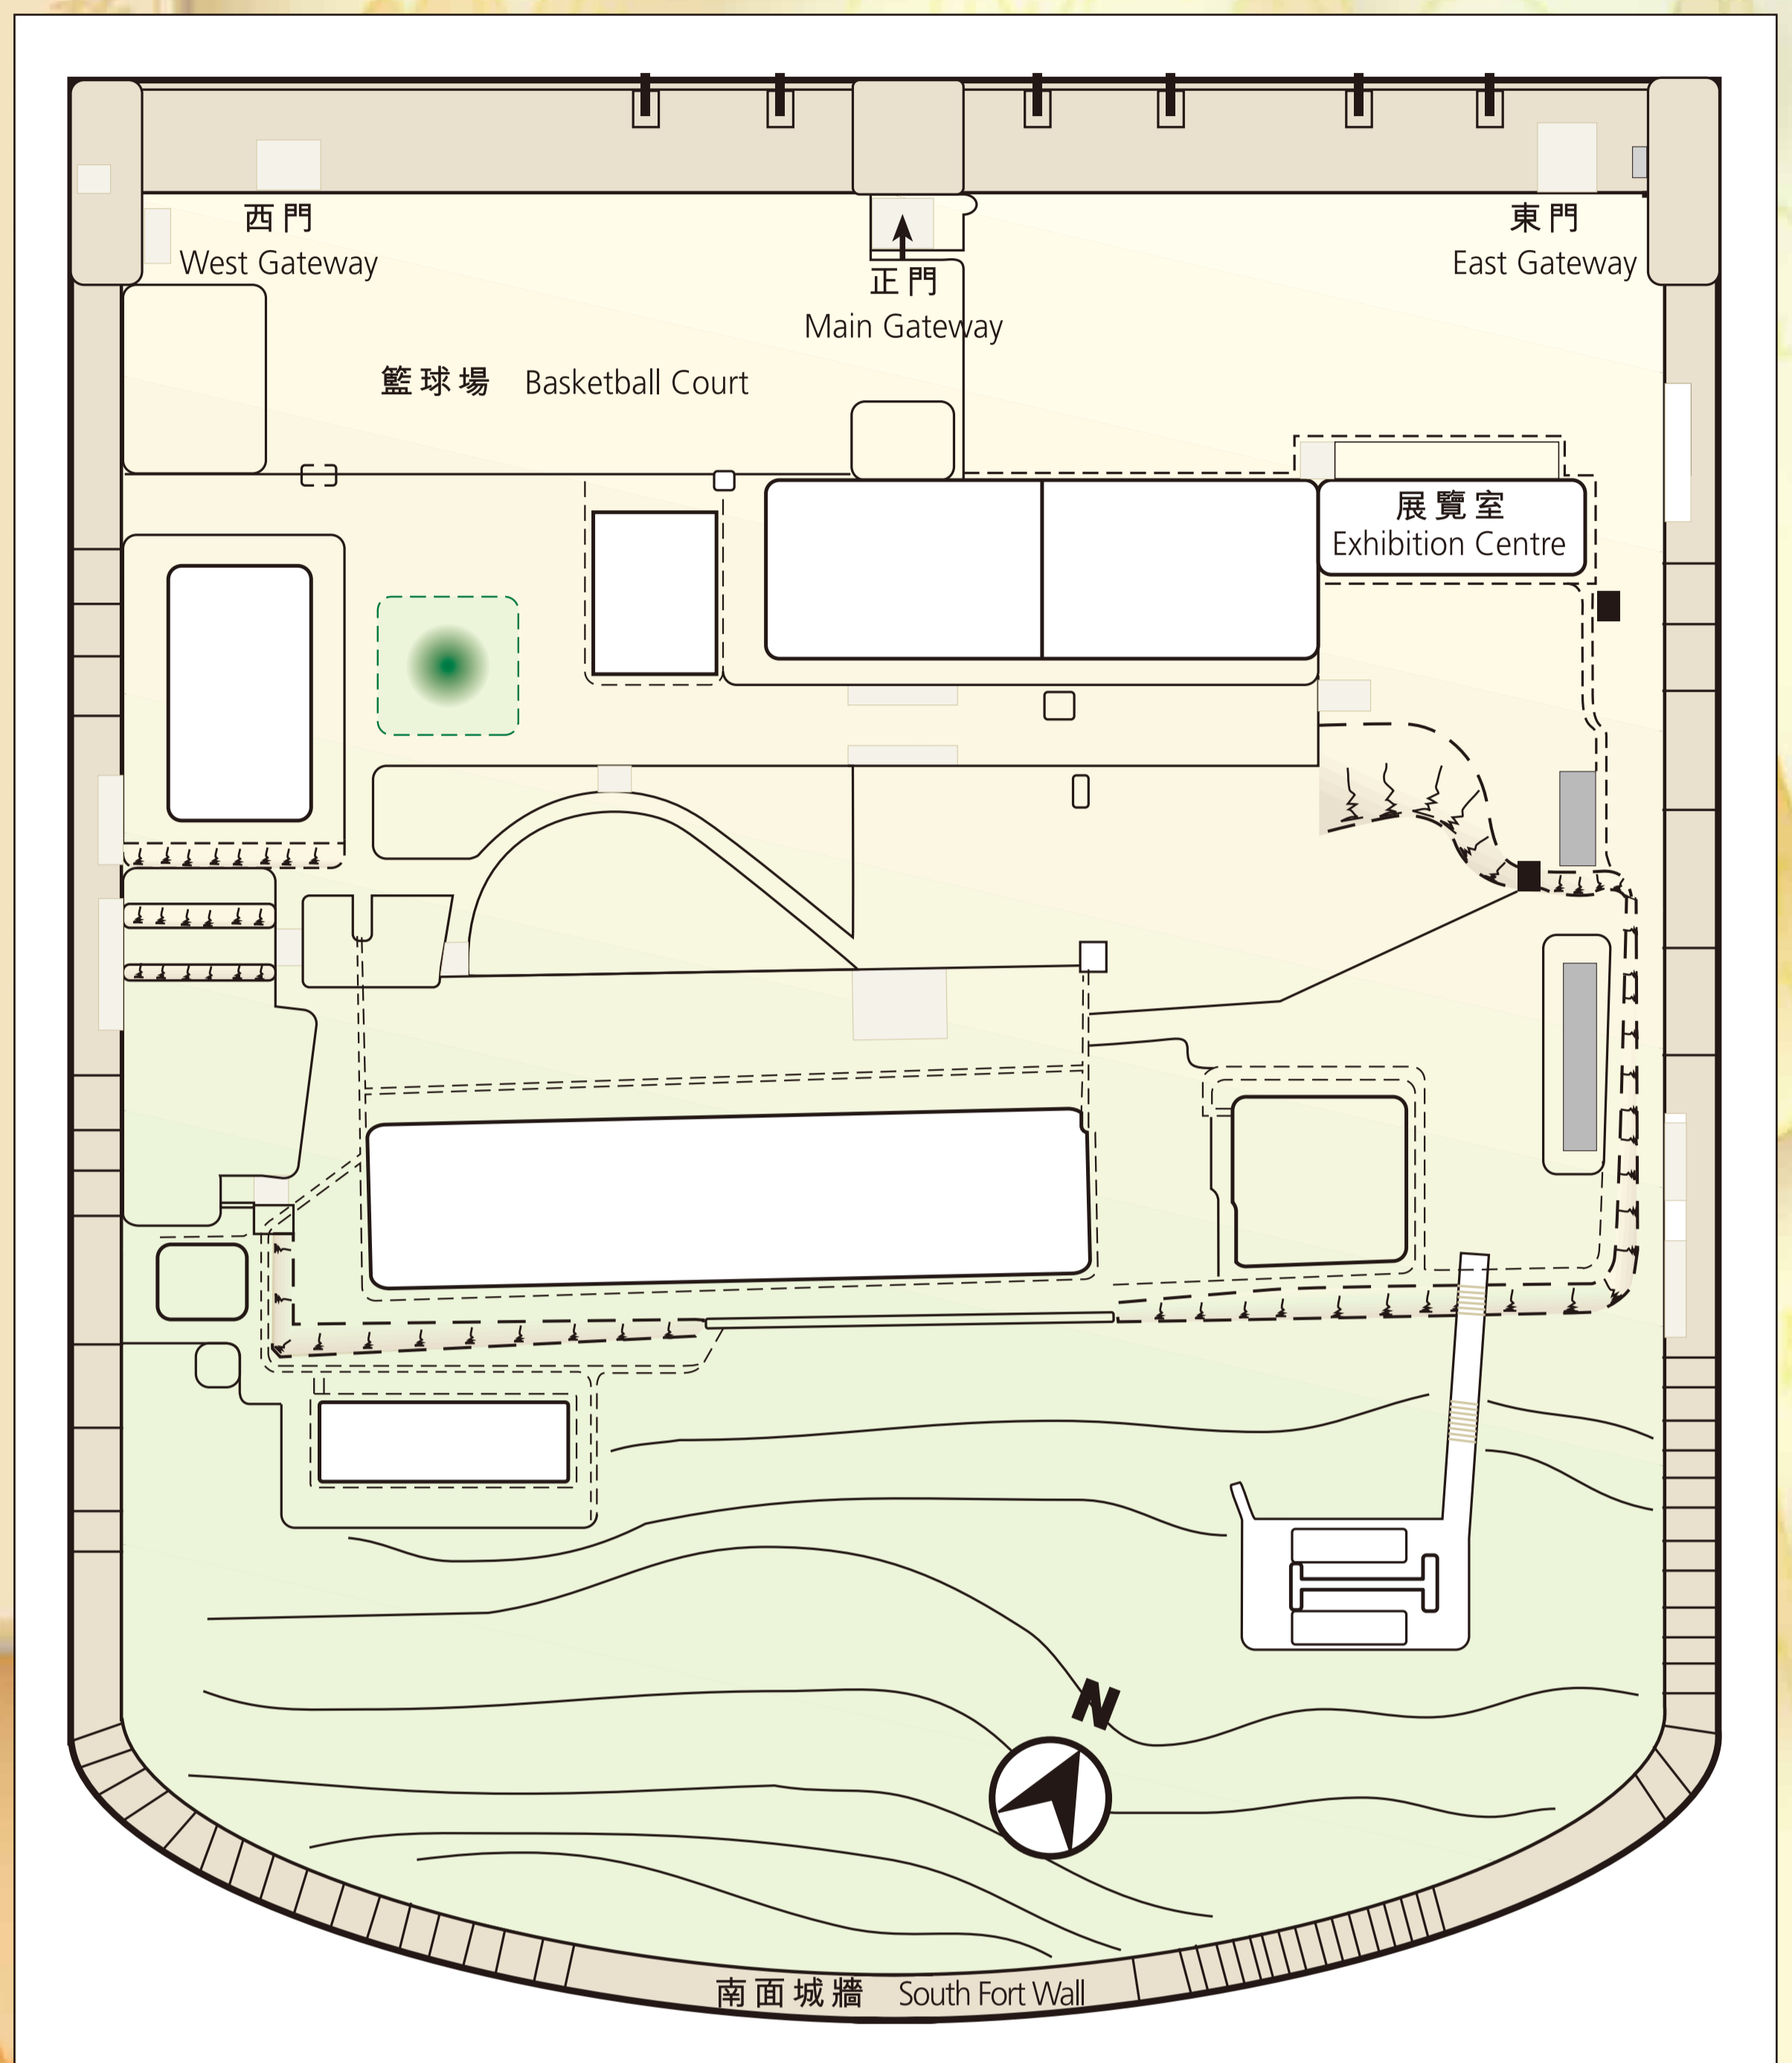 西門
West Gateway
正門
Main Gateway
東門
East Gateway
籃球場 Basketball Court
展覽室
Exhibition Centre
N
南面城牆 South Fort Wall